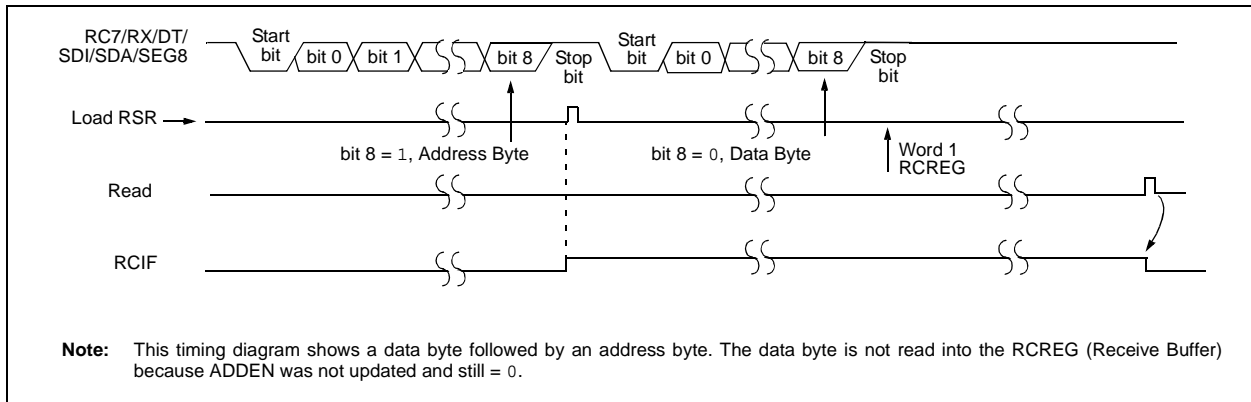 RC7/RX/DT/
SDI/SDA/SEG8
Start
bit
bit 0
bit 1
bit 8
Stop
bit
Start
bit
bit 0
bit 8
Stop
bit
Load RSR
bit 8 = 1, Address Byte
bit 8 = 0, Data Byte
Word 1
RCREG
Read
RCIF
Note: This timing diagram shows a data byte followed by an address byte. The data byte is not read into the RCREG (Receive Buffer)
because ADDEN was not updated and still = 0.